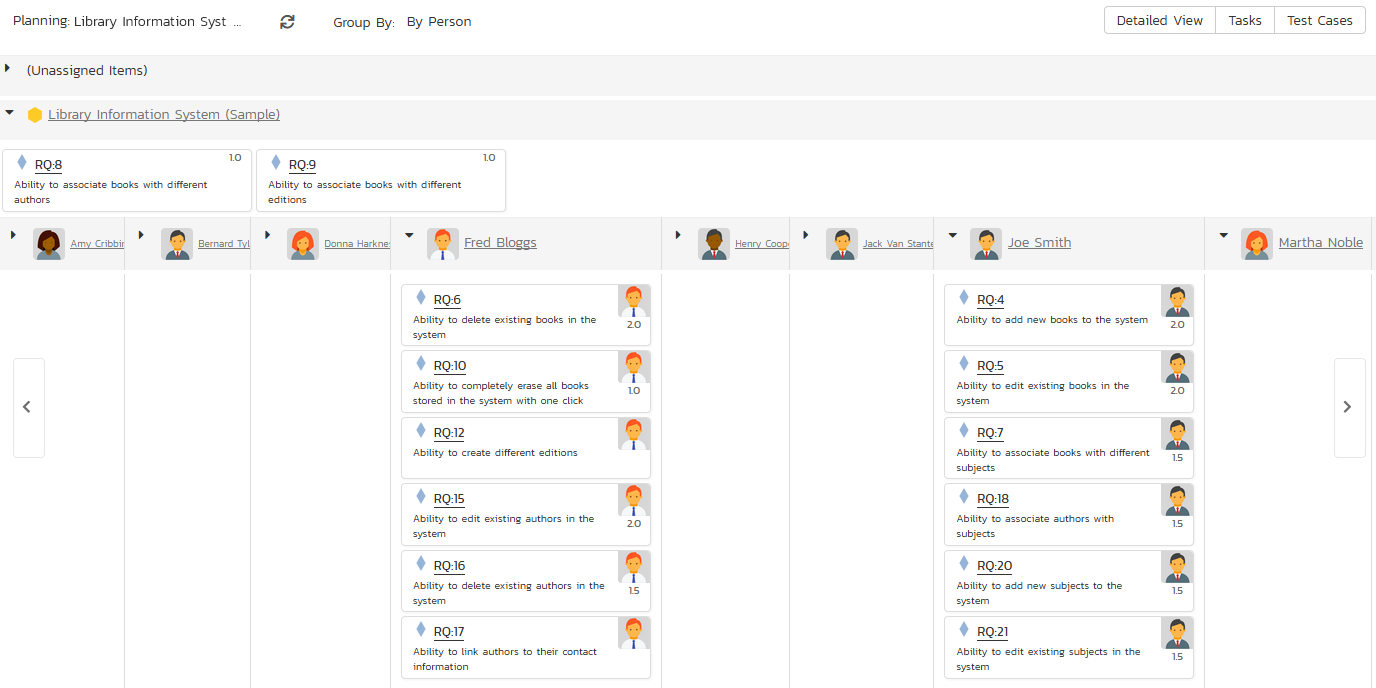 Planning: Library Information Syst ...
Group By: By Person
Detailed View
Tasks
Test Cases
(Unassigned Items)
Library Information System (Sample)
RQ:8
1.0
Ability to associate books with different
authors
RQ:9
1.0
Ability to associate books with different
editions
Amy Cribbin
Bernard Tyl
Donna Harknes
Fred Bloggs
Henry Coope
Jack Van Stante
Joe Smith
Martha Noble
RQ:6
Ability to delete existing books in the
system
2.0
RQ:10
Ability to completely erase all books
stored in the system with one click
1.0
RQ:12
Ability to create different editions
RQ:15
Ability to edit existing authors in the
system
2.0
RQ:16
Ability to delete existing authors in the
system
1.5
RQ:17
Ability to link authors to their contact
information
RQ:4
Ability to add new books to the system
2.0
RQ:5
Ability to edit existing books in the
system
2.0
RQ:7
Ability to associate books with different
subjects
1.5
RQ:18
Ability to associate authors with
subjects
1.5
RQ:20
Ability to add new subjects to the
system
1.5
RQ:21
Ability to edit existing subjects in the
system
1.5